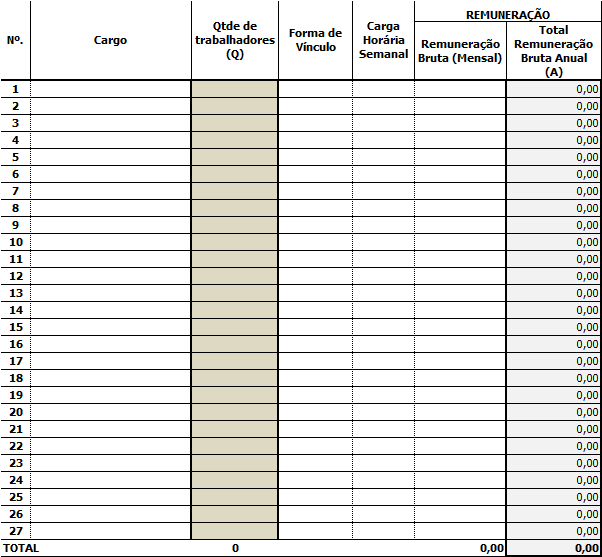 Nº.
Cargo
Qtde de
trabalhadores
(Q)
Forma de
Vínculo
Carga
Horária
Semanal
REMUNERAÇÃO
Remuneração
Bruta (Mensal)
Total
Remuneração
Bruta Anual
(A)
1 0,00
2 0,00
3 0,00
4 0,00
5 0,00
6 0,00
7 0,00
8 0,00
9 0,00
10 0,00
11 0,00
12 0,00
13 0,00
14 0,00
15 0,00
16 0,00
17 0,00
18 0,00
19 0,00
20 0,00
21 0,00
22 0,00
23 0,00
24 0,00
25 0,00
26 0,00
27 0,00
TOTAL 0 0,00 0,00